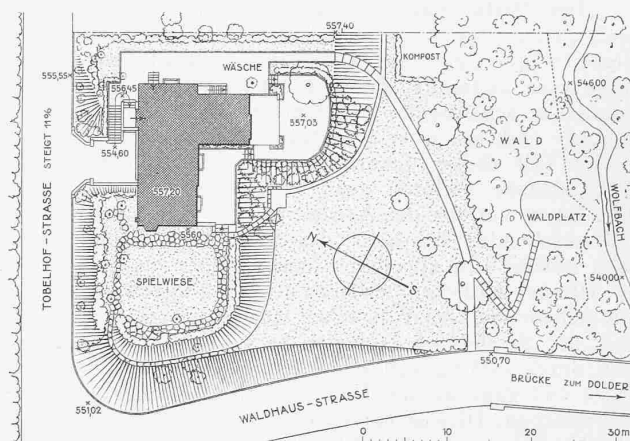 557,40
555,55
WÄSCHE
KOMPOST
556,45
546,00
554,60
557,03
WALD
TOBELHOF-STRASSE STEIGT 11%
557,20
WALDPLATZ
WOLFBACH
SPIELWIESE
N
S
540,00
550,70
BRÜCKE ZUM DOLDER
551,02
WALDHAUS-STRASSE
0 10 20 30m